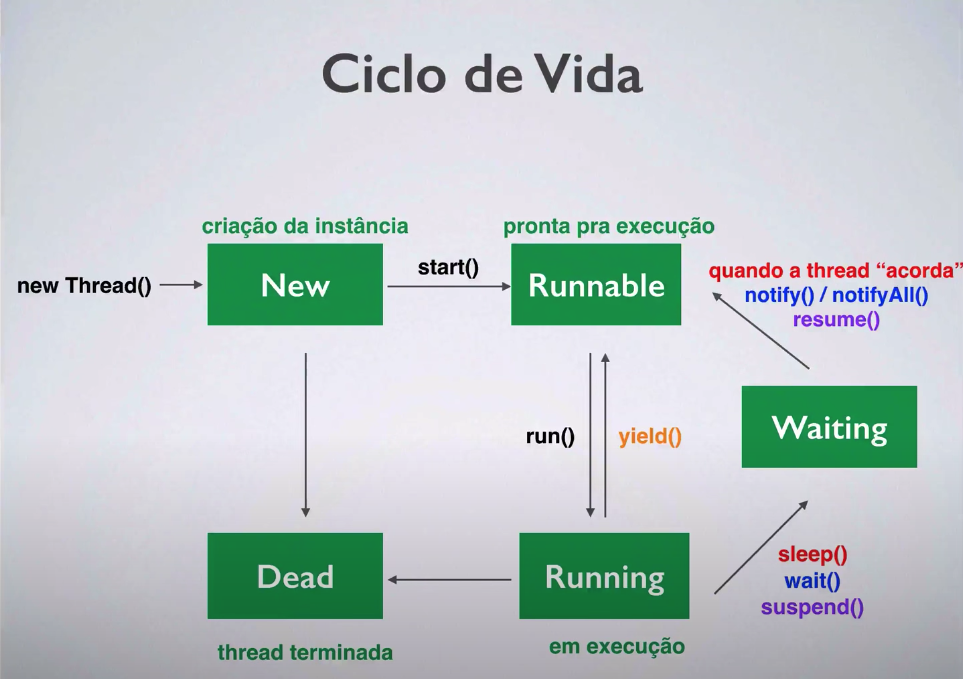 Ciclo de Vida
criação da instância
pronta pra execução
new Thread()
New
start()
Runnable
quando a thread “acorda”
notify() / notifyAll()
resume()
Waiting
run()
yield()
sleep()
wait()
suspend()
Dead
Running
thread terminada
em execução